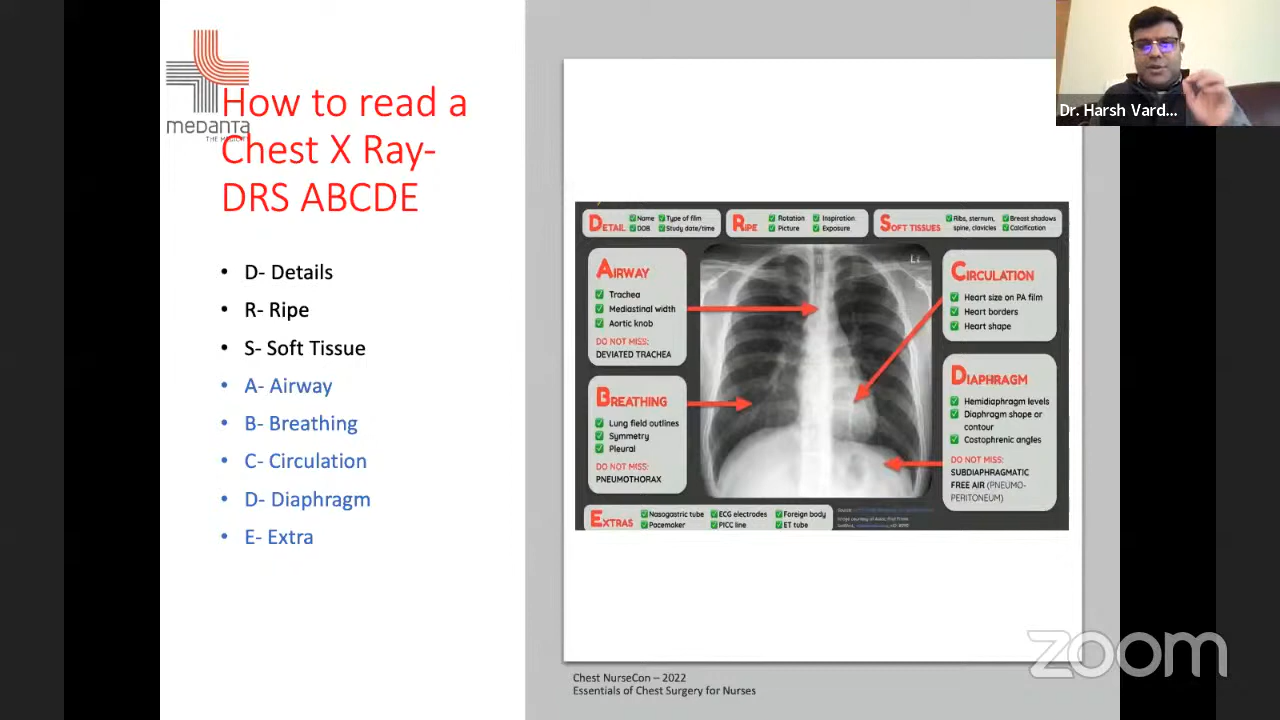 medanta
How to read a
Chest X Ray-
DRS ABCDE
• D- Details
• R- Ripe
• S- Soft Tissue
• A- Airway
• B- Breathing
• C- Circulation
• D- Diaphragm
• E- Extra
DETAIL
Name
Type of film
DOB
Study date/time
RIPE
Rotation
Inspiration
Picture
Exposure
SOFT TISSUES
Ribs, sternum,
spine, clavicles
Breast shadows
Calcification
AIRWAY
Trachea
Mediastinal width
Aortic knob
DO NOT MISS:
DEVIATED TRACHEA
BREATHING
Lung field outlines
Symmetry
Pleural
DO NOT MISS:
PNEUMOTHORAX
CIRCULATION
Heart size on PA film
Heart borders
Heart shape
DIAPHRAGM
Hemidiaphragm levels
Diaphragm shape or
contour
Costophrenic angles
DO NOT MISS:
SUBDIAPHRAGMATIC
FREE AIR (PNEUMO-
PERITONEUM)
EXTRAS
Nasogastric tube
ECG electrodes
Foreign body
Pacemaker
PICC line
ET tube
Chest NurseCon – 2022
Essentials of Chest Surgery for Nurses
Dr. Harsh Vard...
zoom